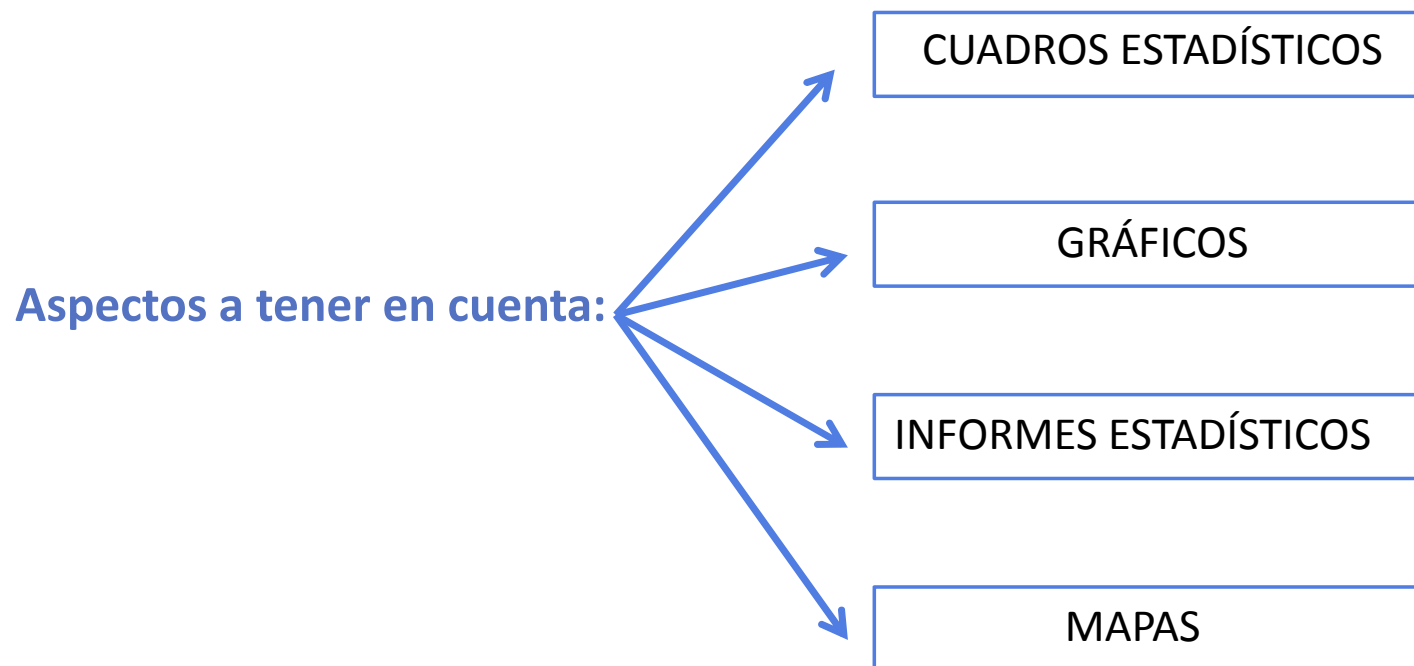 Aspectos a tener en cuenta:
CUADROS ESTADÍSTICOS
GRÁFICOS
INFORMES ESTADÍSTICOS
MAPAS